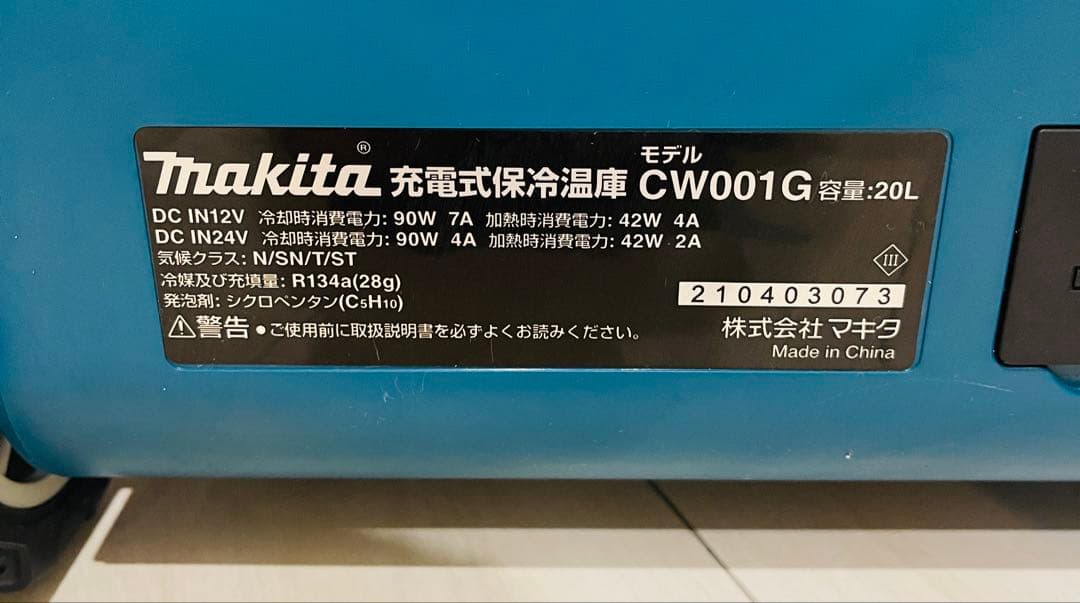 makita® 充電式保冷温庫 モデル CW001G 容量:20L
DC IN12V 冷却時消費電力: 90W 7A 加熱時消費電力: 42W 4A
DC IN24V 冷却時消費電力: 90W 4A 加熱時消費電力: 42W 2A
気候クラス: N/SN/T/ST
冷媒及び充填量: R134a(28g)
III
発泡剤: シクロペンタン(C₅H₁₀)
210403073
⚠警告 ●ご使用前に取扱説明書を必ずよくお読みください。
株式会社 マキタ
Made in China